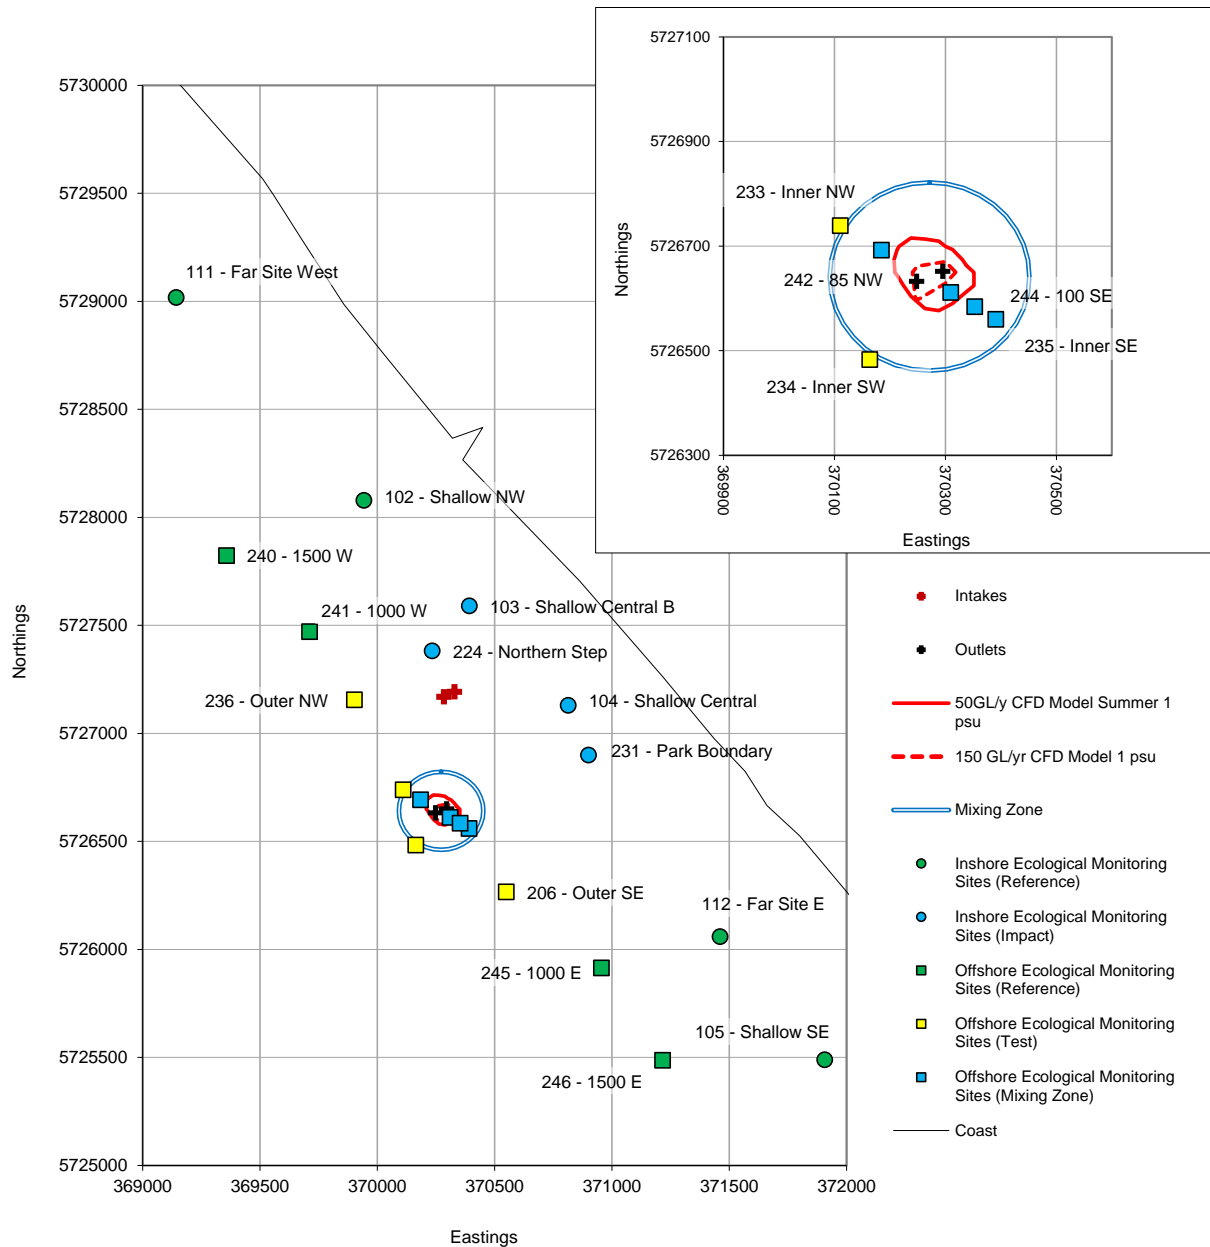 5727100
5726900
5726700
5726500
5726300
Northings
233 - Inner NW
242 - 85 NW
244 - 100 SE
235 - Inner SE
234 - Inner SW
369900
370100
370300
370500
Eastings
5730000
5729500
5729000
5728500
5728000
5727500
5727000
5726500
5726000
5725500
5725000
Northings
111 - Far Site West
102 - Shallow NW
240 - 1500 W
241 - 1000 W
103 - Shallow Central B
224 - Northern Step
236 - Outer NW
104 - Shallow Central
231 - Park Boundary
206 - Outer SE
112 - Far Site E
245 - 1000 E
105 - Shallow SE
246 - 1500 E
369000
369500
370000
370500
371000
371500
372000
Eastings
Intakes
Outlets
50GL/y CFD Model Summer 1
psu
150 GL/yr CFD Model 1 psu
Mixing Zone
Inshore Ecological Monitoring
Sites (Reference)
Inshore Ecological Monitoring
Sites (Impact)
Offshore Ecological Monitoring
Sites (Reference)
Offshore Ecological Monitoring
Sites (Test)
Offshore Ecological Monitoring
Sites (Mixing Zone)
Coast